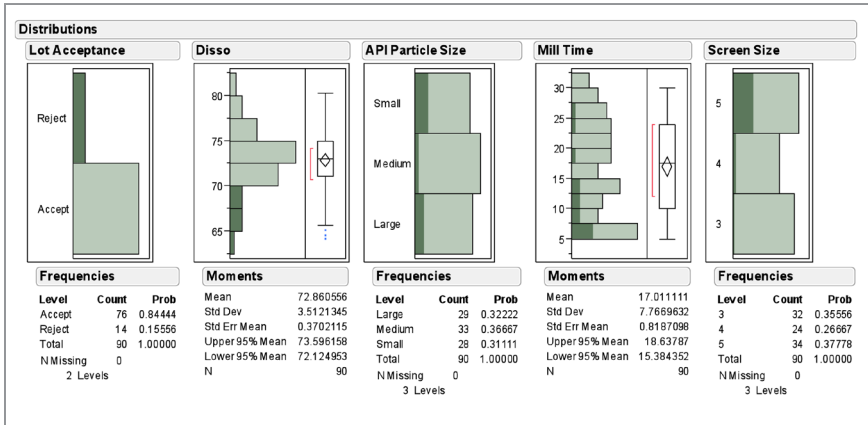 Distributions
Lot Acceptance
Reject
Accept
Frequencies
Level Count Prob
Accept 76 0.84444
Reject 14 0.15556
Total 90 1.00000
N Missing 0
2 Levels
Disso
80
75
70
65
Moments
Mean 72.860556
Std Dev 3.5121345
Std Err Mean 0.3702115
Upper 95% Mean 73.596158
Lower 95% Mean 72.124953
N 90
API Particle Size
Small
Medium
Large
Frequencies
Level Count Prob
Large 29 0.32222
Medium 33 0.36667
Small 28 0.31111
Total 90 1.00000
N Missing 0
3 Levels
Mill Time
30
25
20
15
10
5
Moments
Mean 17.011111
Std Dev 7.7669632
Std Err Mean 0.8187098
Upper 95% Mean 18.63787
Lower 95% Mean 15.384352
N 90
Screen Size
5
4
3
Frequencies
Level Count Prob
3 32 0.35556
4 24 0.26667
5 34 0.37778
Total 90 1.00000
N Missing 0
3 Levels